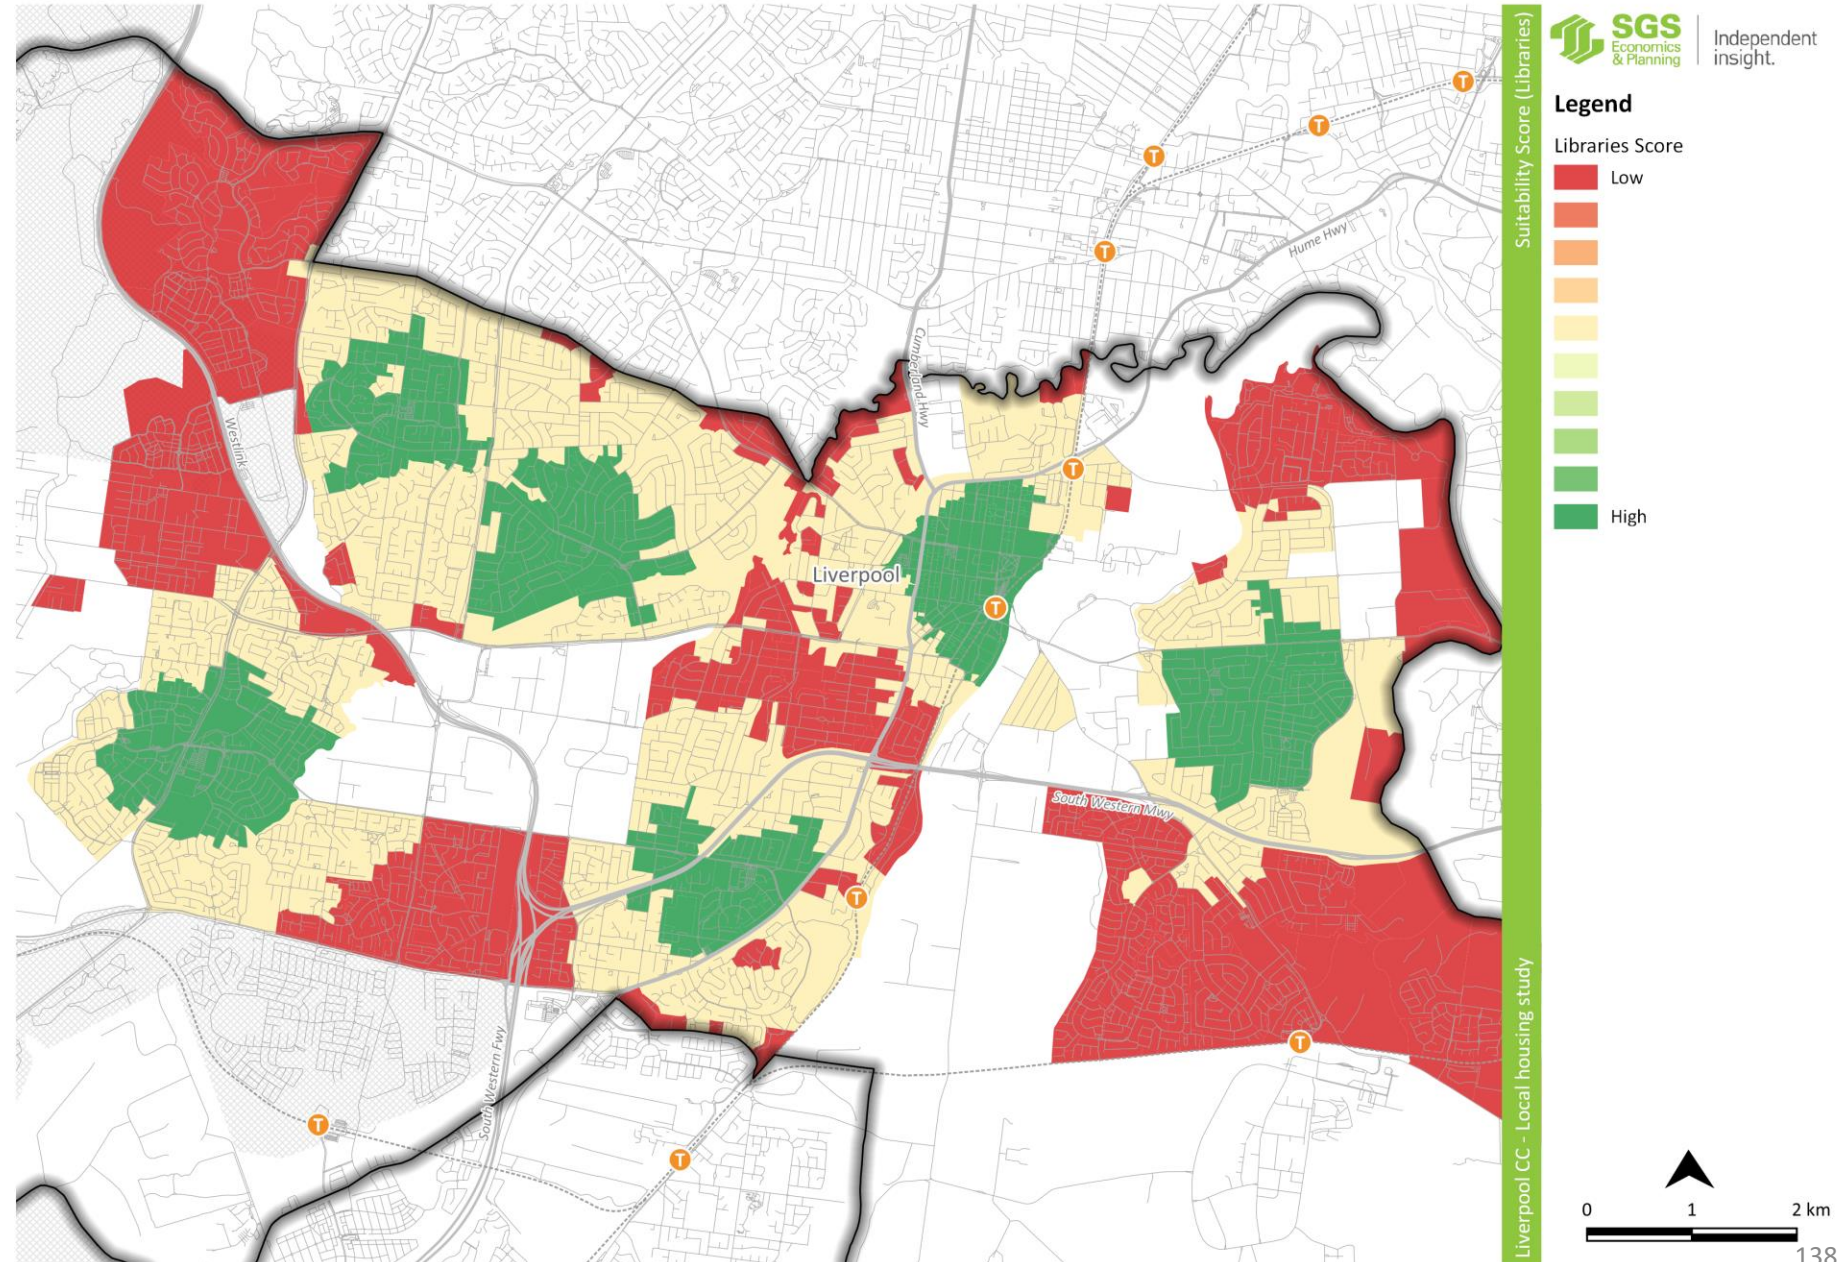 Suitability Score (Libraries)
Liverpool CC - Local housing study
SGS
Economics
& Planning
Independent
insight.
Legend
Libraries Score
Low
High
T
T
T
T
Hume Hwy
Cumberland Hwy
Westlink
T
Liverpool
T
South Western Mwy
T
T
South Western Fwy
T
T
0 1 2 km
138